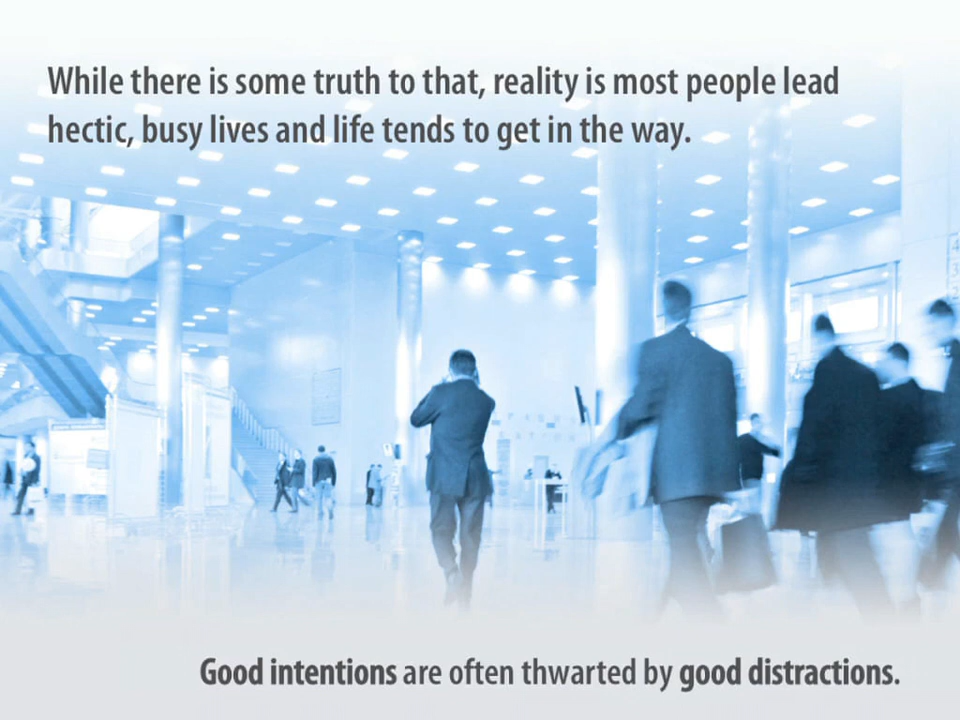 While there is some truth to that, reality is most people lead
hectic, busy lives and life tends to get in the way.
Good intentions are often thwarted by good distractions.